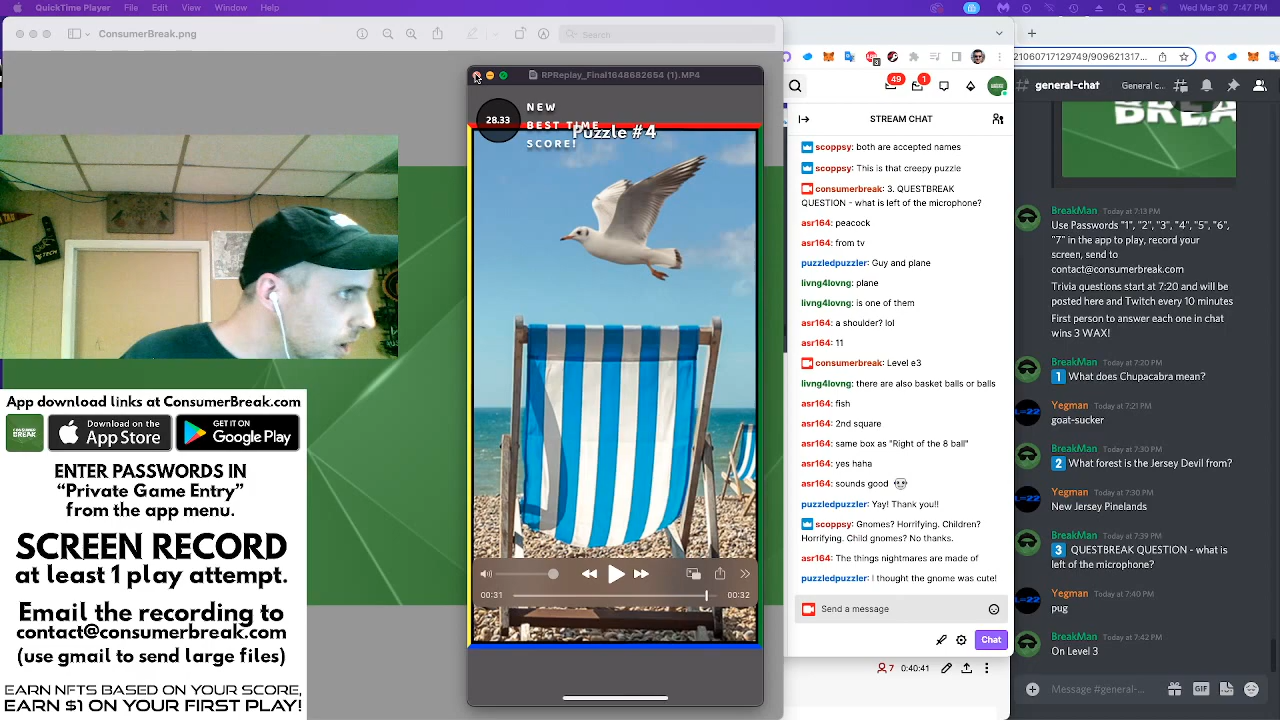 QuickTime Player File Edit View Window Help
Wed Mar 30 7:47 PM
ConsumerBreak.png
Search
RPReplay_Final1648682654 (1).MP4
28.33
NEW
BEST TIME
SCORE!
Puzzle #4
00:31
00:32
App download links at ConsumerBreak.com
CONSUMER
BREAK
Download on the
App Store
GET IT ON
Google Play
ENTER PASSWORDS IN
“Private Game Entry”
from the app menu.
SCREEN RECORD
at least 1 play attempt.
Email the recording to
contact@consumerbreak.com
(use gmail to send large files)
EARN NFTS BASED ON YOUR SCORE,
EARN $1 ON YOUR FIRST PLAY!
49
1
STREAM CHAT
scoppsy: both are accepted names
scoppsy: This is that creepy puzzle
consumerbreak: 3. QUESTBREAK
QUESTION - what is left of the microphone?
asr164: peacock
asr164: from tv
puzzledpuzzler: Guy and plane
livng4lovng: plane
livng4lovng: is one of them
asr164: a shoulder? lol
asr164: 11
consumerbreak: Level e3
livng4lovng: there are also basket balls or balls
asr164: fish
asr164: 2nd square
asr164: same box as "Right of the 8 ball"
asr164: yes haha
asr164: sounds good
puzzledpuzzler: Yay! Thank you!!
scoppsy: Gnomes? Horrifying. Children?
Horrifying. Child gnomes? No thanks.
asr164: The things nightmares are made of
puzzledpuzzler: I thought the gnome was cute!
Send a message
Chat
7 0:40:41
21060717129749/909276
general-chat
General c...
BREA
BreakMan Today at 7:13 PM
Use Passwords "1", "2", "3", "4", "5", "6",
"7" in the app to play, record your
screen, send to
contact@consumerbreak.com
Trivia questions start at 7:20 and will be
posted here and Twitch every 10 minutes
First person to answer each one in chat
wins 3 WAX!
BreakMan Today at 7:20 PM
1 What does Chupacabra mean?
Yegman Today at 7:21 PM
goat-sucker
BreakMan Today at 7:30 PM
2 What forest is the Jersey Devil from?
Yegman Today at 7:30 PM
New Jersey Pinelands
BreakMan Today at 7:39 PM
3 QUESTBREAK QUESTION - what is
left of the microphone?
Yegman Today at 7:40 PM
pug
BreakMan Today at 7:42 PM
On Level 3
Message #general-...
GIF